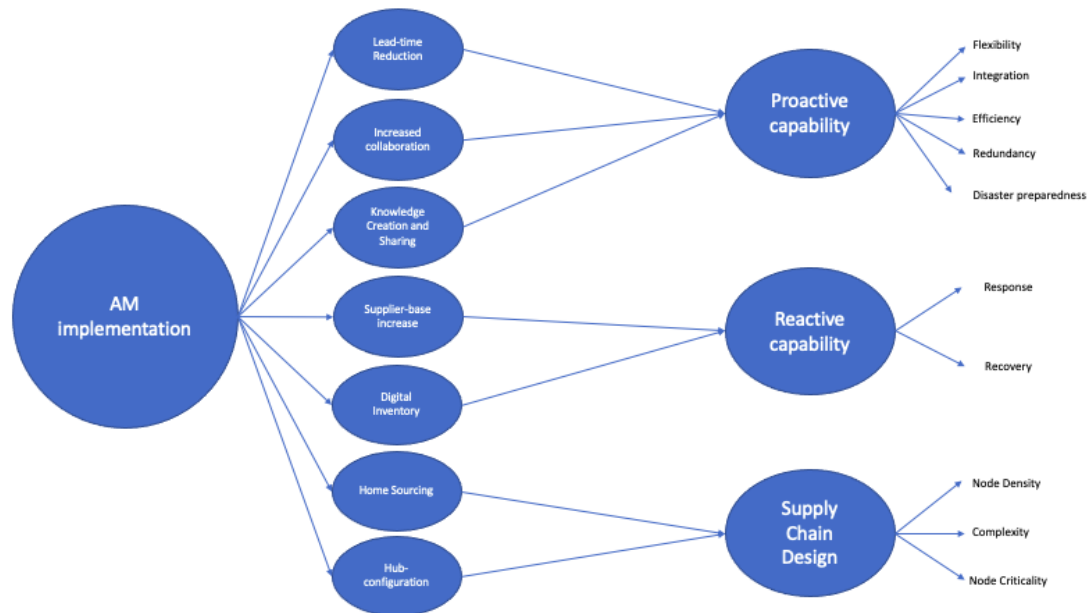 AM
implementation
Lead-time
Reduction
Increased
collaboration
Knowledge
Creation and
Sharing
Supplier-base
increase
Digital
Inventory
Home Sourcing
Hub-
configuration
Proactive
capability
Reactive
capability
Supply
Chain
Design
Flexibility
Integration
Efficiency
Redundancy
Disaster preparedness
Response
Recovery
Node Density
Complexity
Node Criticality